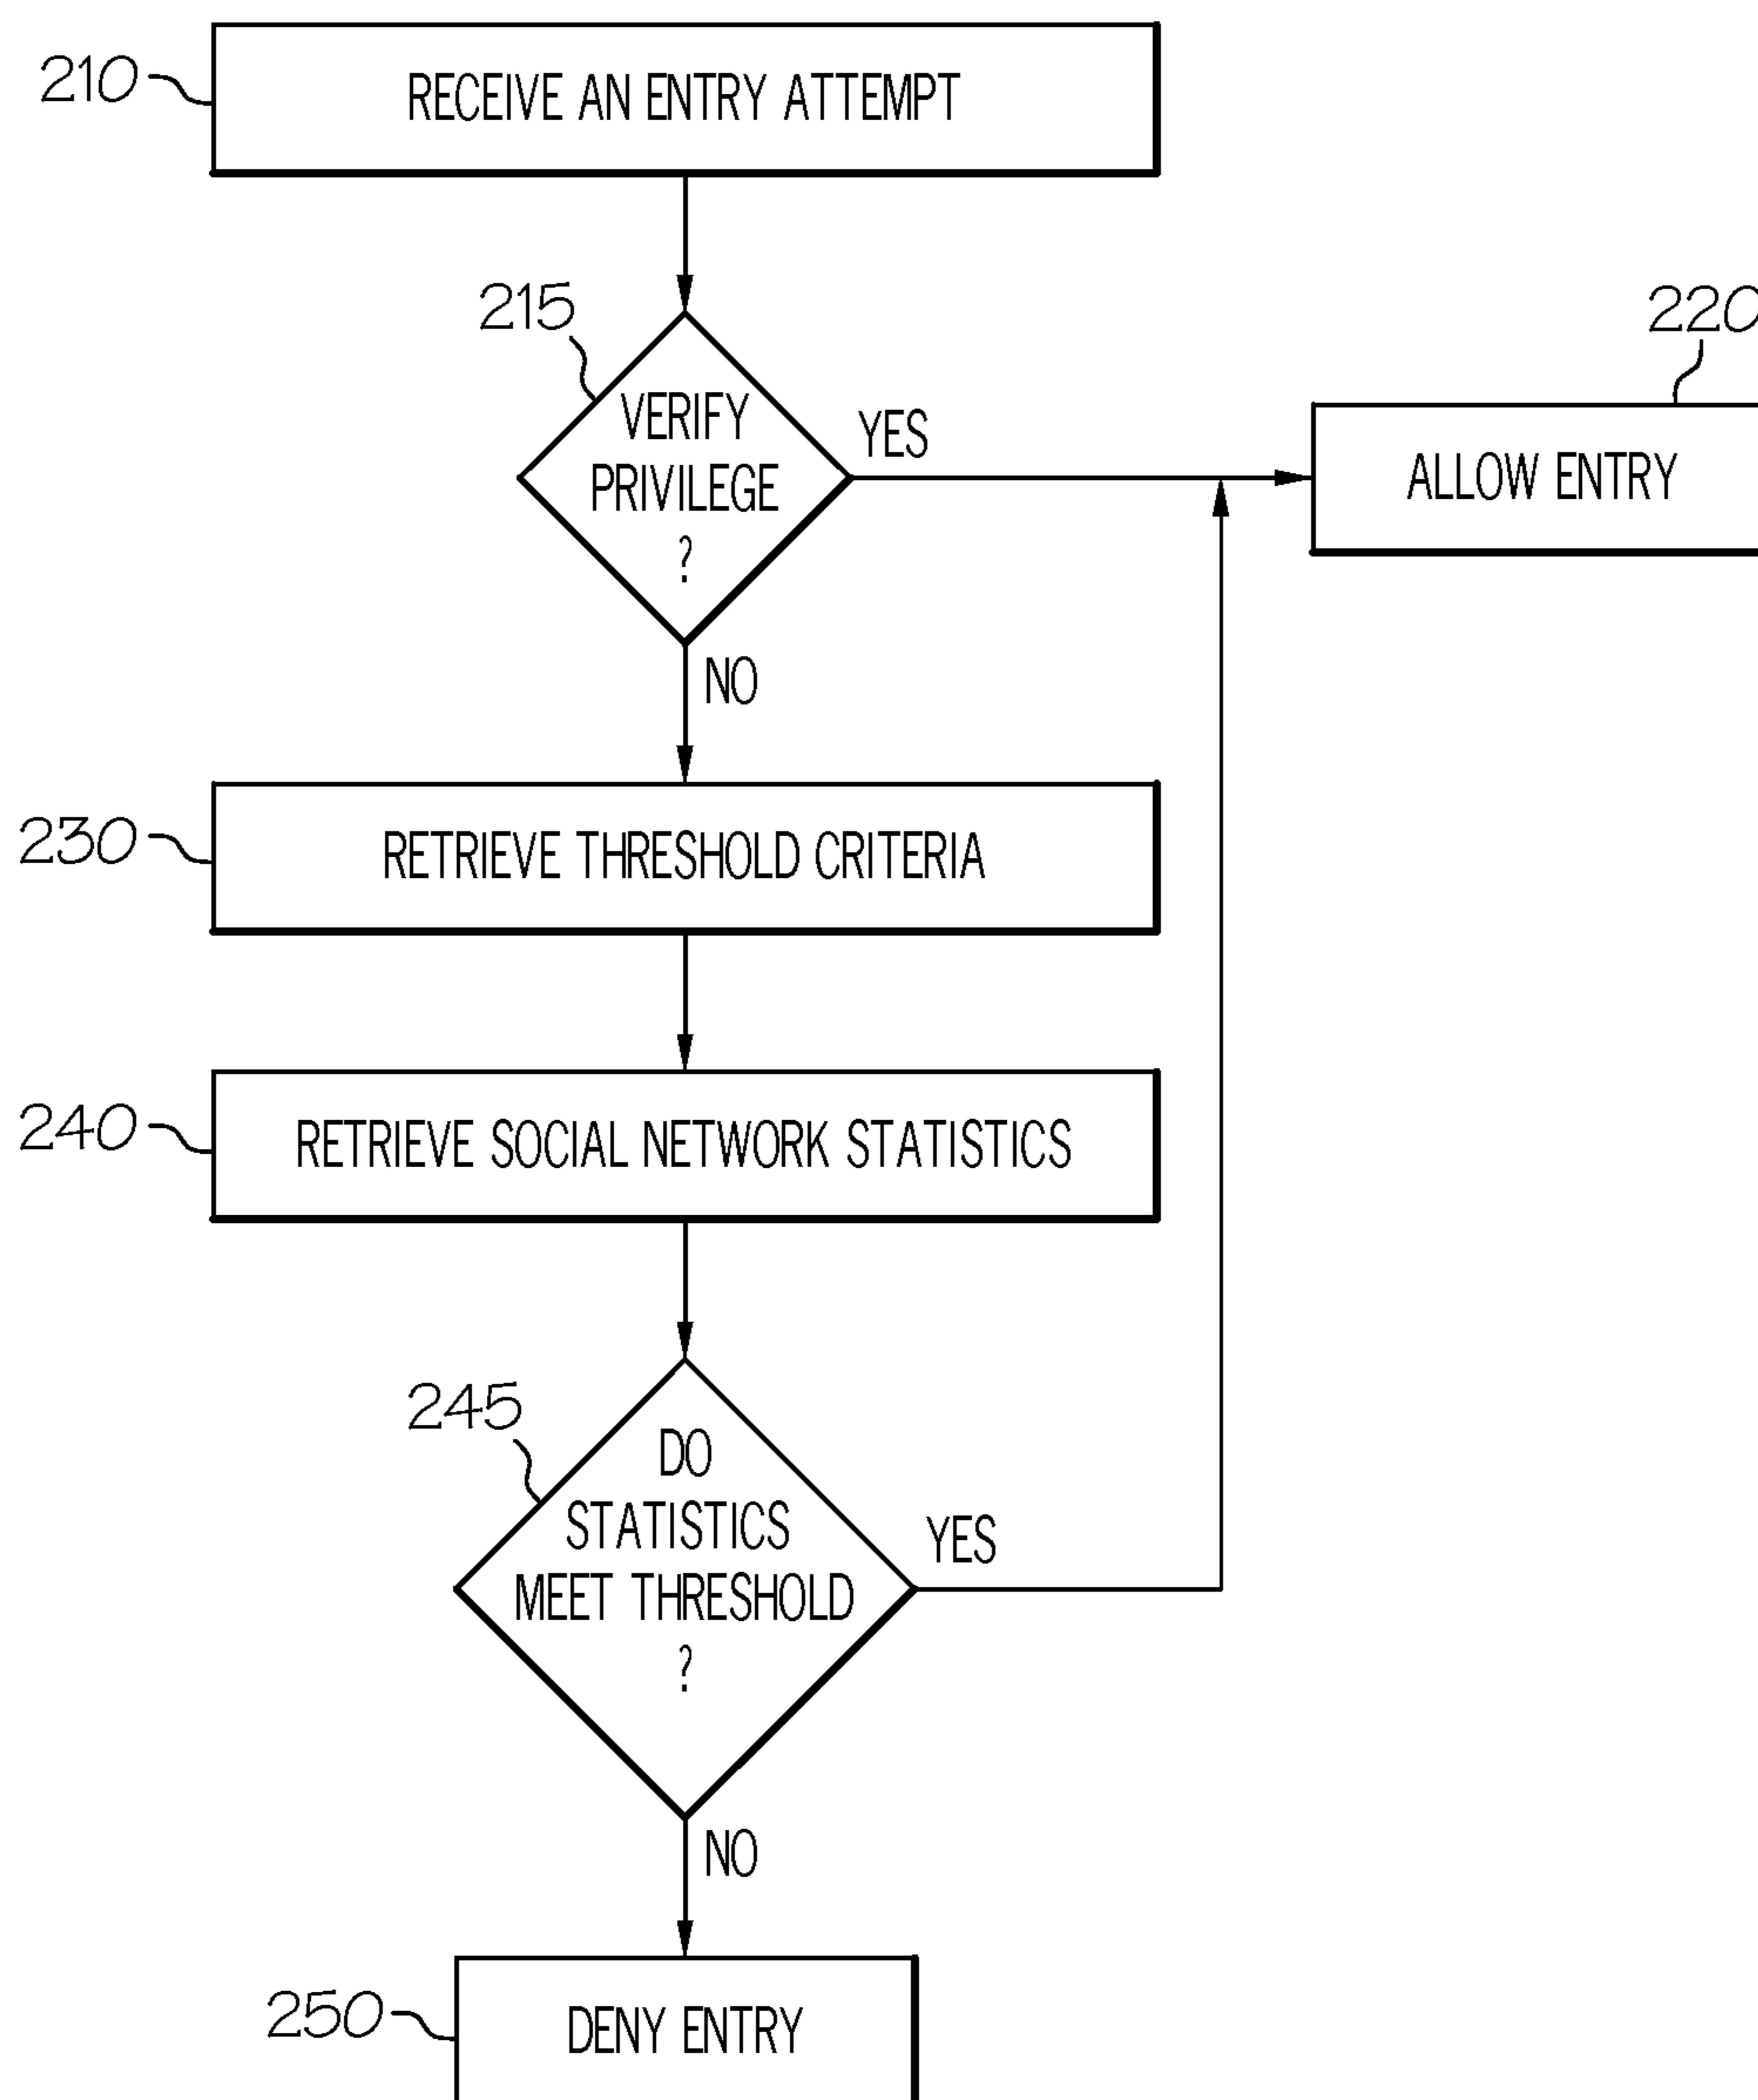 210
RECEIVE AN ENTRY ATTEMPT
215
VERIFY
PRIVILEGE
?
YES
220
ALLOW ENTRY
NO
230
RETRIEVE THRESHOLD CRITERIA
240
RETRIEVE SOCIAL NETWORK STATISTICS
245
DO
STATISTICS
MEET THRESHOLD
?
YES
NO
250
DENY ENTRY